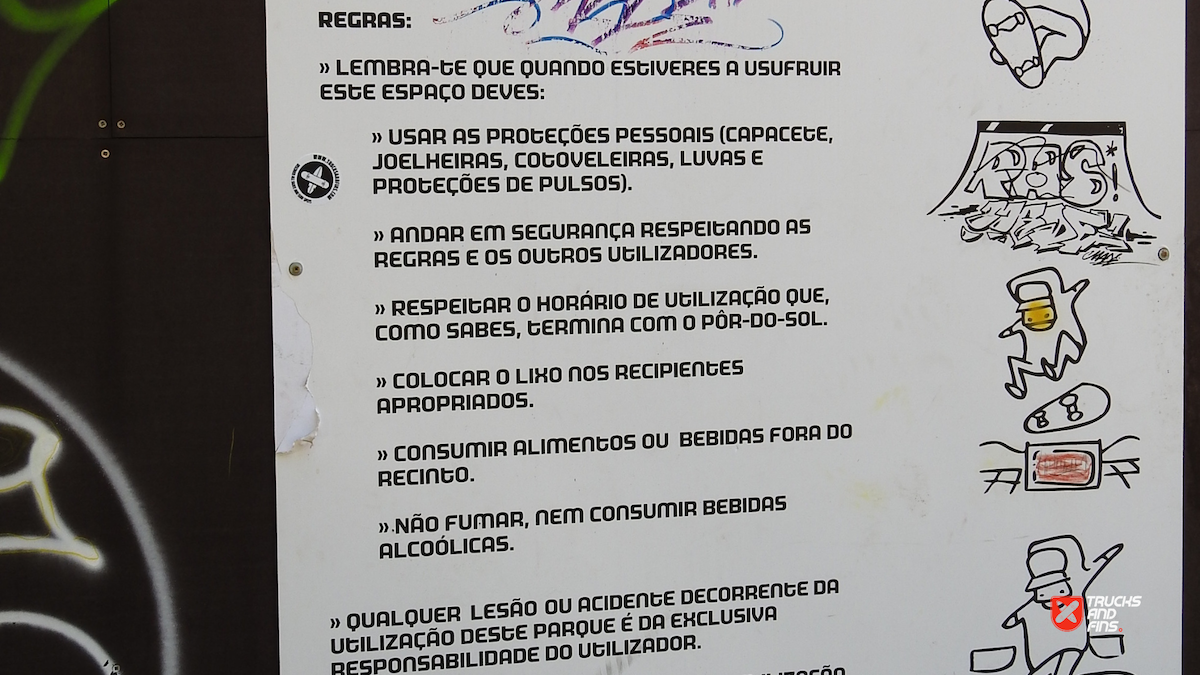 REGRAS:
» LEMBRA-TE QUE QUANDO ESTIVERES A USUFRUIR
ESTE ESPAÇO DEVES:
» USAR AS PROTEÇÕES PESSOAIS (CAPACETE,
JOELHEIRAS, COTOVELEIRAS, LUVAS E
PROTEÇÕES DE PULSOS).
» ANDAR EM SEGURANÇA RESPEITANDO AS
REGRAS E OS OUTROS UTILIZADORES.
» RESPEITAR O HORÁRIO DE UTILIZAÇÃO QUE,
COMO SABES, TERMINA COM O PÔR-DO-SOL.
» COLOCAR O LIXO NOS RECIPIENTES
APROPRIADOS.
» CONSUMIR ALIMENTOS OU BEBIDAS FORA DO
RECINTO.
» NÃO FUMAR, NEM CONSUMIR BEBIDAS
ALCOÓLICAS.
» QUALQUER LESÃO OU ACIDENTE DECORRENTE DA
UTILIZAÇÃO DESTE PARQUE É DA EXCLUSIVA
RESPONSABILIDADE DO UTILIZADOR.
TRUCKS
AND
FINS